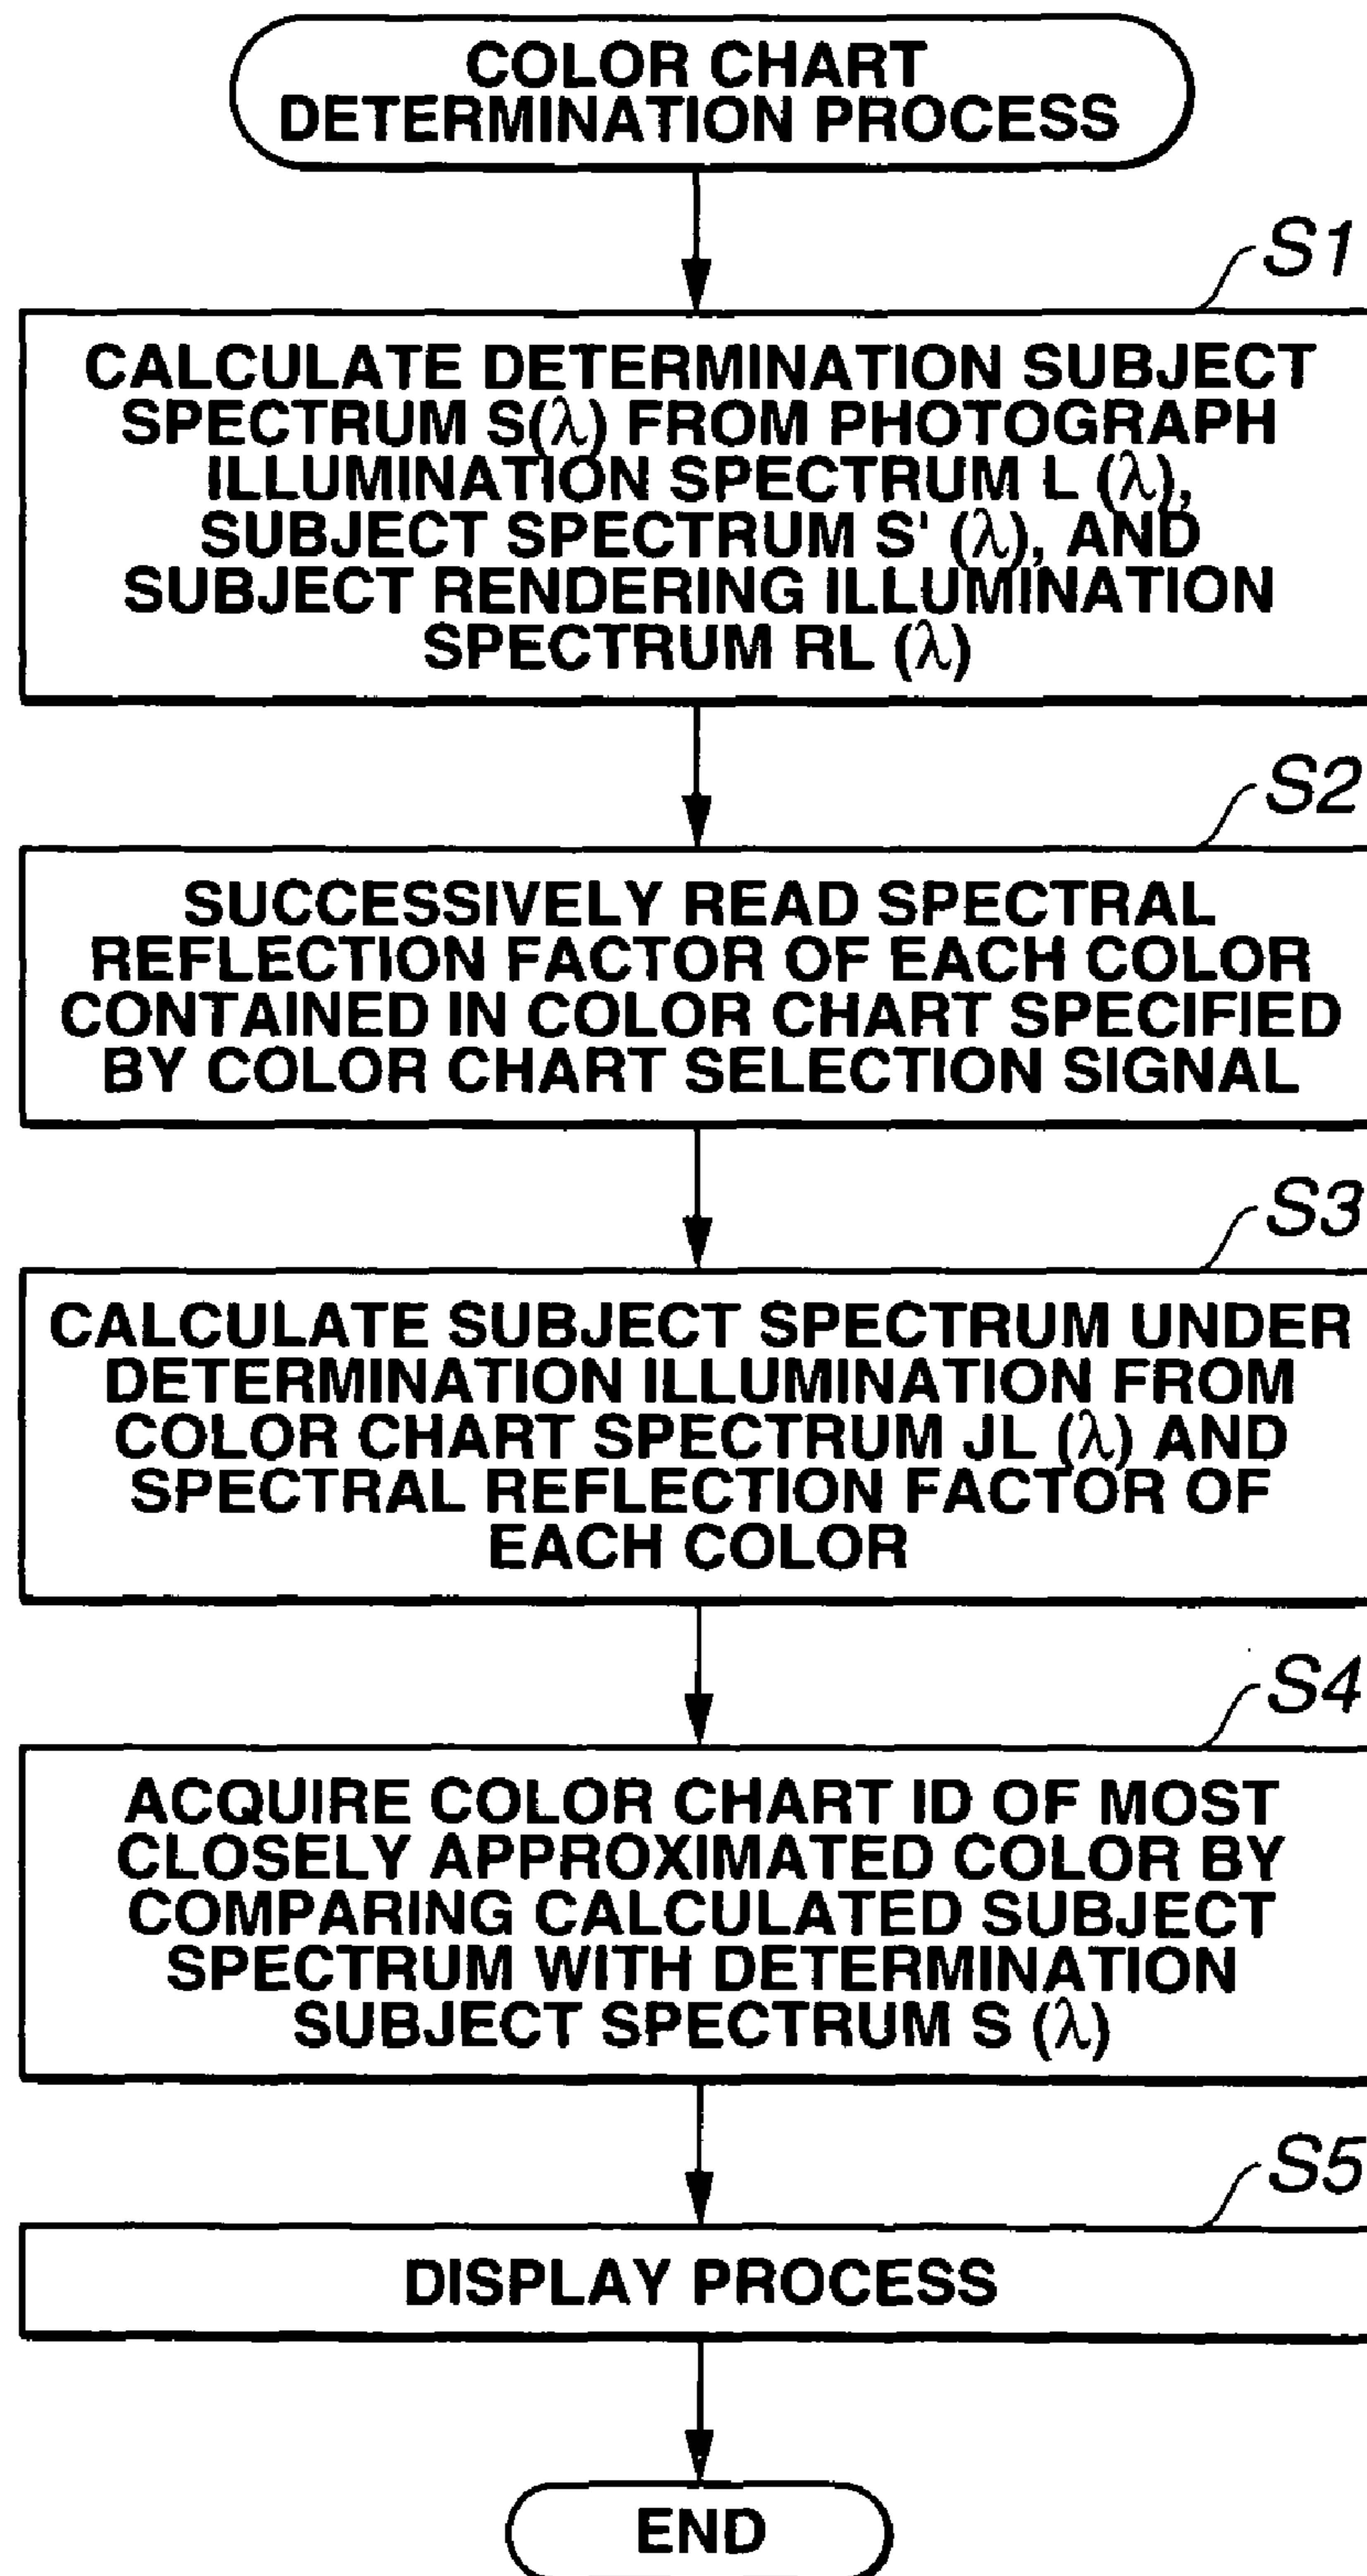 COLOR CHART
DETERMINATION PROCESS
S1
CALCULATE DETERMINATION SUBJECT
SPECTRUM S(λ) FROM PHOTOGRAPH
ILLUMINATION SPECTRUM L (λ),
SUBJECT SPECTRUM S' (λ), AND
SUBJECT RENDERING ILLUMINATION
SPECTRUM RL (λ)
S2
SUCCESSIVELY READ SPECTRAL
REFLECTION FACTOR OF EACH COLOR
CONTAINED IN COLOR CHART SPECIFIED
BY COLOR CHART SELECTION SIGNAL
S3
CALCULATE SUBJECT SPECTRUM UNDER
DETERMINATION ILLUMINATION FROM
COLOR CHART SPECTRUM JL (λ) AND
SPECTRAL REFLECTION FACTOR OF
EACH COLOR
S4
ACQUIRE COLOR CHART ID OF MOST
CLOSELY APPROXIMATED COLOR BY
COMPARING CALCULATED SUBJECT
SPECTRUM WITH DETERMINATION
SUBJECT SPECTRUM S (λ)
S5
DISPLAY PROCESS
END